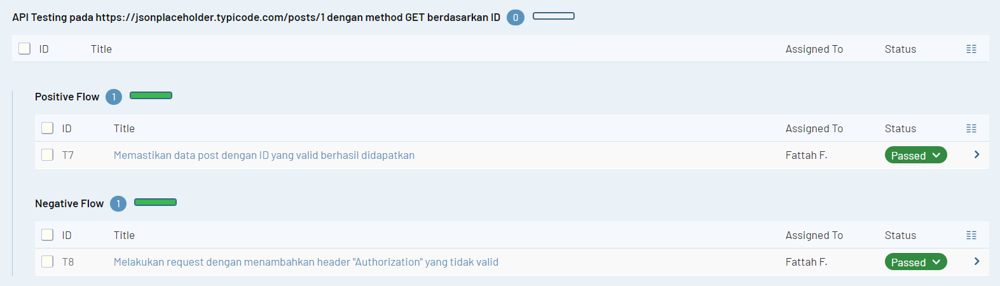 API Testing pada https://jsonplaceholder.typicode.com/posts/1 dengan method GET berdasarkan ID 0
ID Title Assigned To Status
Positive Flow 1
ID Title Assigned To Status
T7 Memastikan data post dengan ID yang valid berhasil didapatkan Fattah F. Passed
Negative Flow 1
ID Title Assigned To Status
T8 Melakukan request dengan menambahkan header "Authorization" yang tidak valid Fattah F. Passed